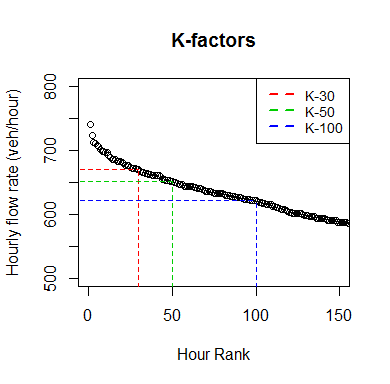 K-factors
Hourly flow rate (veh/hour)
800
700
600
500
K-30
K-50
K-100
0
50
100
150
Hour Rank